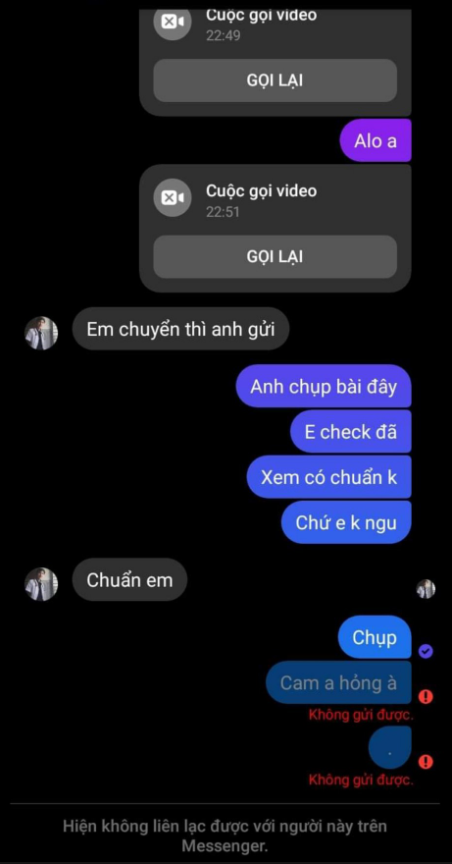 Cuộc gọi video
22:49
GỌI LẠI
Alo a
Cuộc gọi video
22:51
GỌI LẠI
Em chuyển thì anh gửi
Anh chụp bài đây
E check đã
Xem có chuẩn k
Chứ e k ngu
Chuẩn em
Chụp
Cam a hỏng à
Không gửi được.
.
Không gửi được.
Hiện không liên lạc được với người này trên
Messenger.